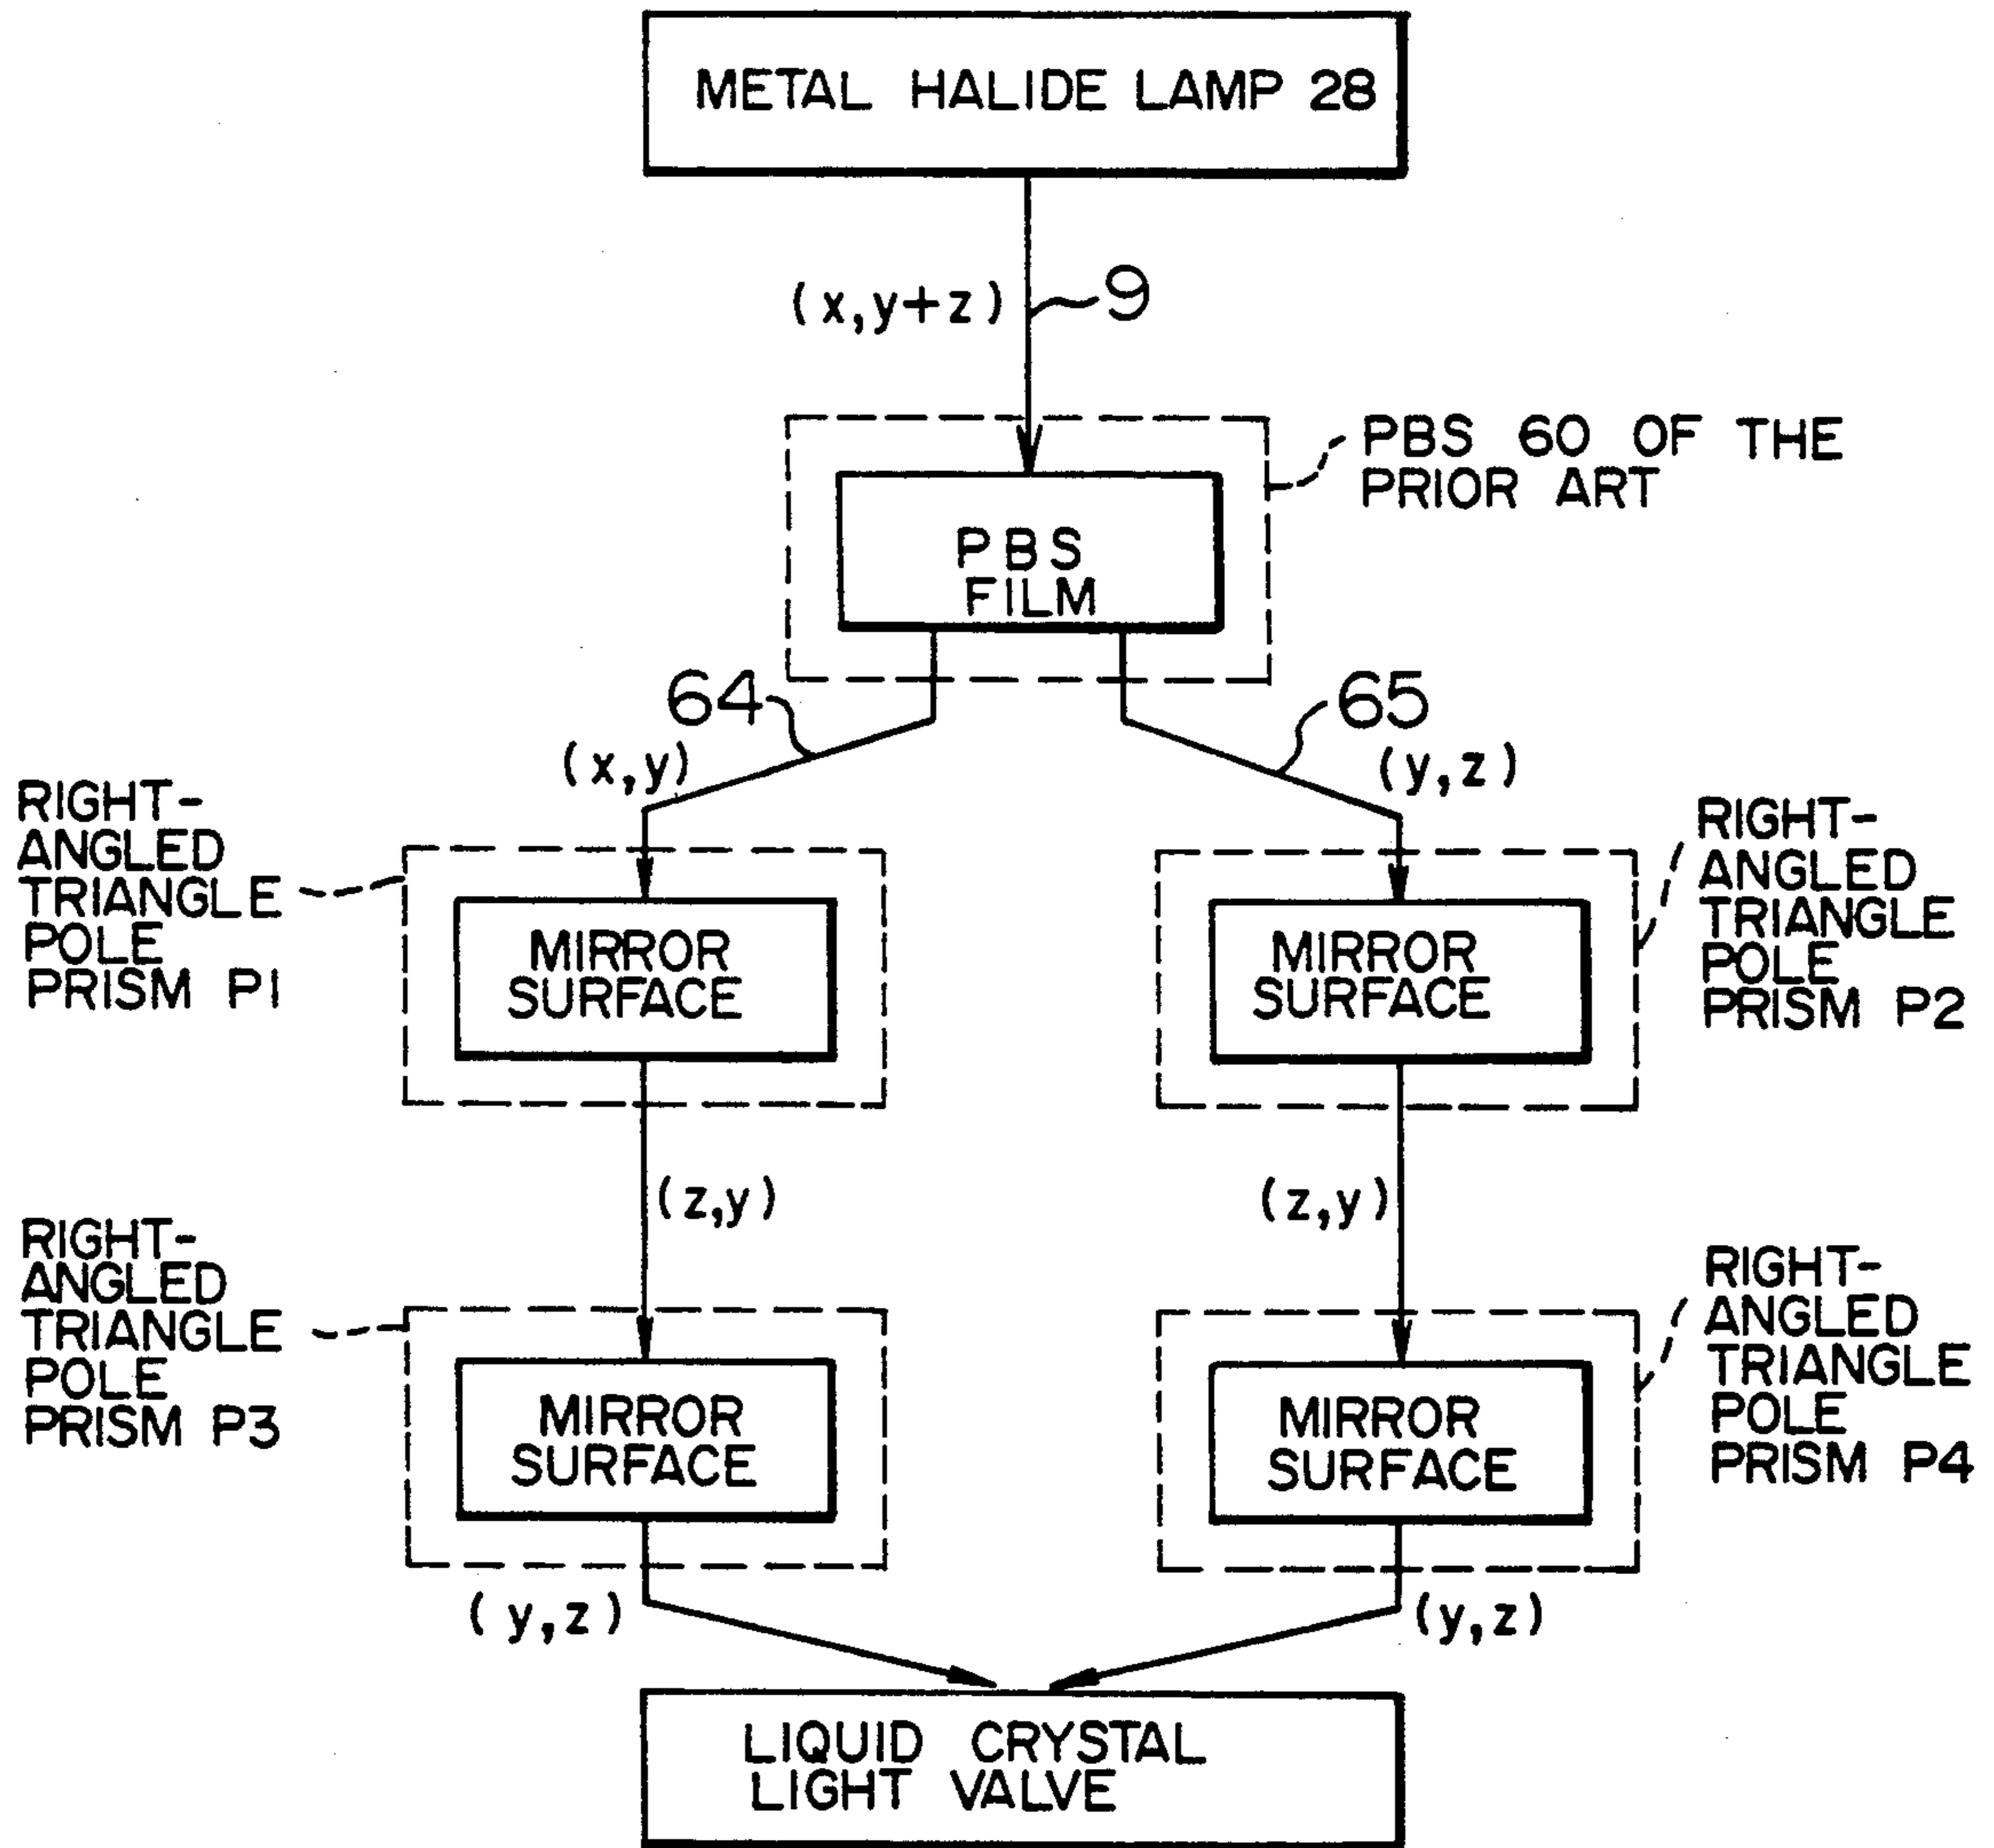 METAL HALIDE LAMP 28
(x,y+z)
9
PBS 60 OF THE
PRIOR ART
PBS
FILM
64
65
(x,y)
(y,z)
RIGHT-
ANGLED
TRIANGLE
POLE
PRISM P1
MIRROR
SURFACE
MIRROR
SURFACE
RIGHT-
ANGLED
TRIANGLE
POLE
PRISM P2
(z,y)
(z,y)
RIGHT-
ANGLED
TRIANGLE
POLE
PRISM P3
MIRROR
SURFACE
MIRROR
SURFACE
RIGHT-
ANGLED
TRIANGLE
POLE
PRISM P4
(y,z)
(y,z)
LIQUID CRYSTAL
LIGHT VALVE